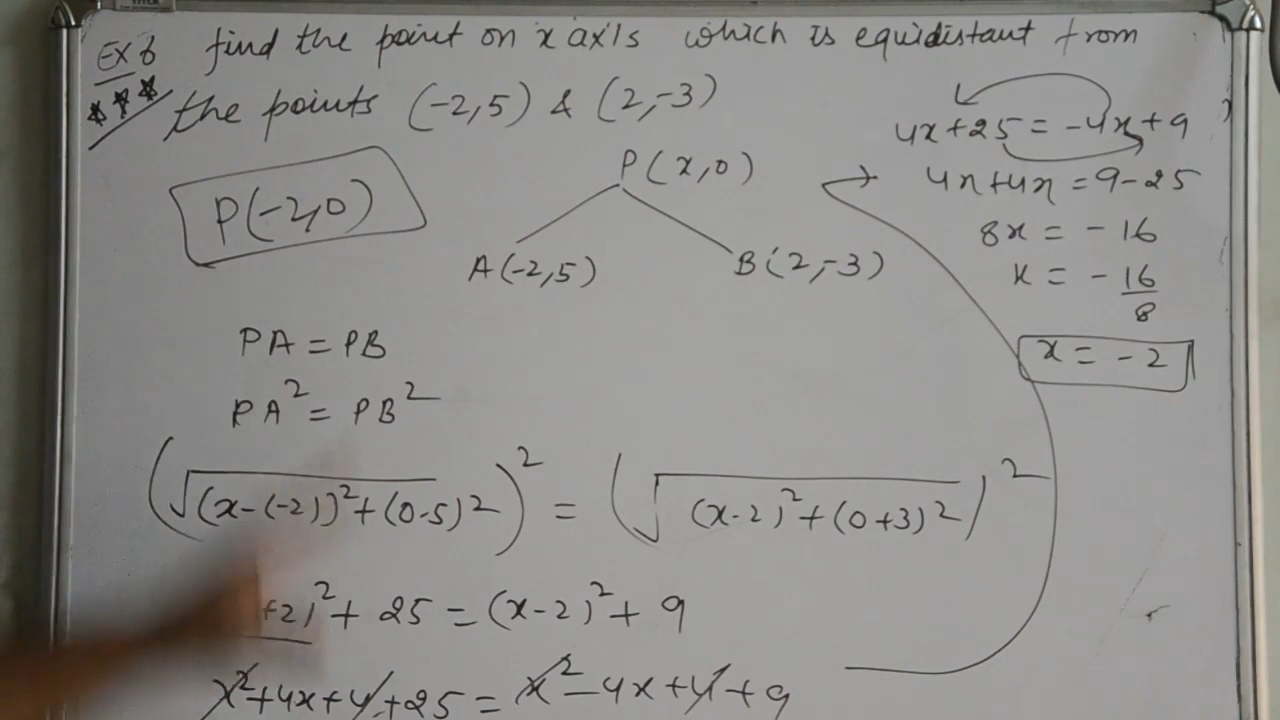 Ex 6 find the point on x axis which is equidistant from
*** the points (-2,5) & (2,-3)
P(x,0)
A(-2,5) B(2,-3)
P(-2,0)
PA = PB
PA² = PB²
(√(x-(-2))²+(0-5)²)² = (√(x-2)²+(0+3)²)²
+2)²+ 25 = (x-2)²+ 9
x²+4x+4+25 = x²-4x+4+9
4x+25 = -4x+9
4x+4x = 9-25
8x = -16
x = -16/8
x = -2